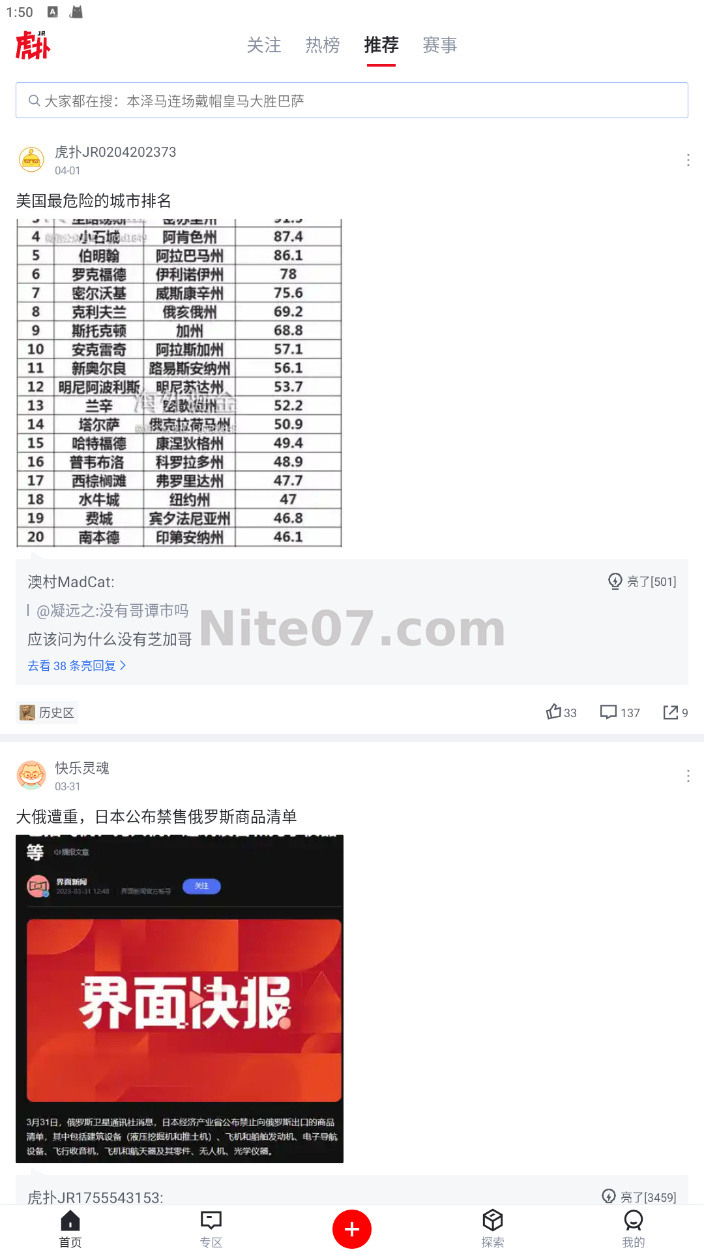 1:50
A
虎扑
JR
关注 热榜 推荐 赛事
大家都在搜：本泽马连场戴帽皇马大胜巴萨
虎扑JR0204202373
04-01
美国最危险的城市排名
4 小石城 阿肯色州 87.4
5 伯明翰 阿拉巴马州 86.1
6 罗克福德 伊利诺伊州 78
7 密尔沃基 威斯康辛州 75.6
8 克利夫兰 俄亥俄州 69.2
9 斯托克顿 加州 68.8
10 安克雷奇 阿拉斯加州 57.1
11 新奥尔良 路易斯安纳州 56.1
12 明尼阿波利斯 明尼苏达州 53.7
13 兰辛 52.2
14 塔尔萨 俄克拉荷马州 50.9
15 哈特福德 康涅狄格州 49.4
16 普韦布洛 科罗拉多州 48.9
17 西棕榈滩 弗罗里达州 47.7
18 水牛城 纽约州 47
19 费城 宾夕法尼亚州 46.8
20 南本德 印第安纳州 46.1
澳村MadCat: 亮了[501]
@凝远之:没有哥谭市吗
应该问为什么没有芝加哥
去看 38 条亮回复
Nite07.com
历史区 33 137 9
快乐灵魂
03-31
大俄遭重，日本公布禁售俄罗斯商品清单
等 播报文章
界面新闻
2023-03-31 12:48 界面新闻官方帐号 关注
界面快报
3月31日，俄罗斯卫星通讯社消息，日本经济产业省公布禁止向俄罗斯出口的商品
清单，其中包括建筑设备（液压挖掘机和推土机）、飞机和船舶发动机、电子导航
设备、飞行收音机，飞机和航天器及其零件、无人机、光学仪器。
虎扑JR1755543153: 亮了[3459]
首页 专区 探索 我的